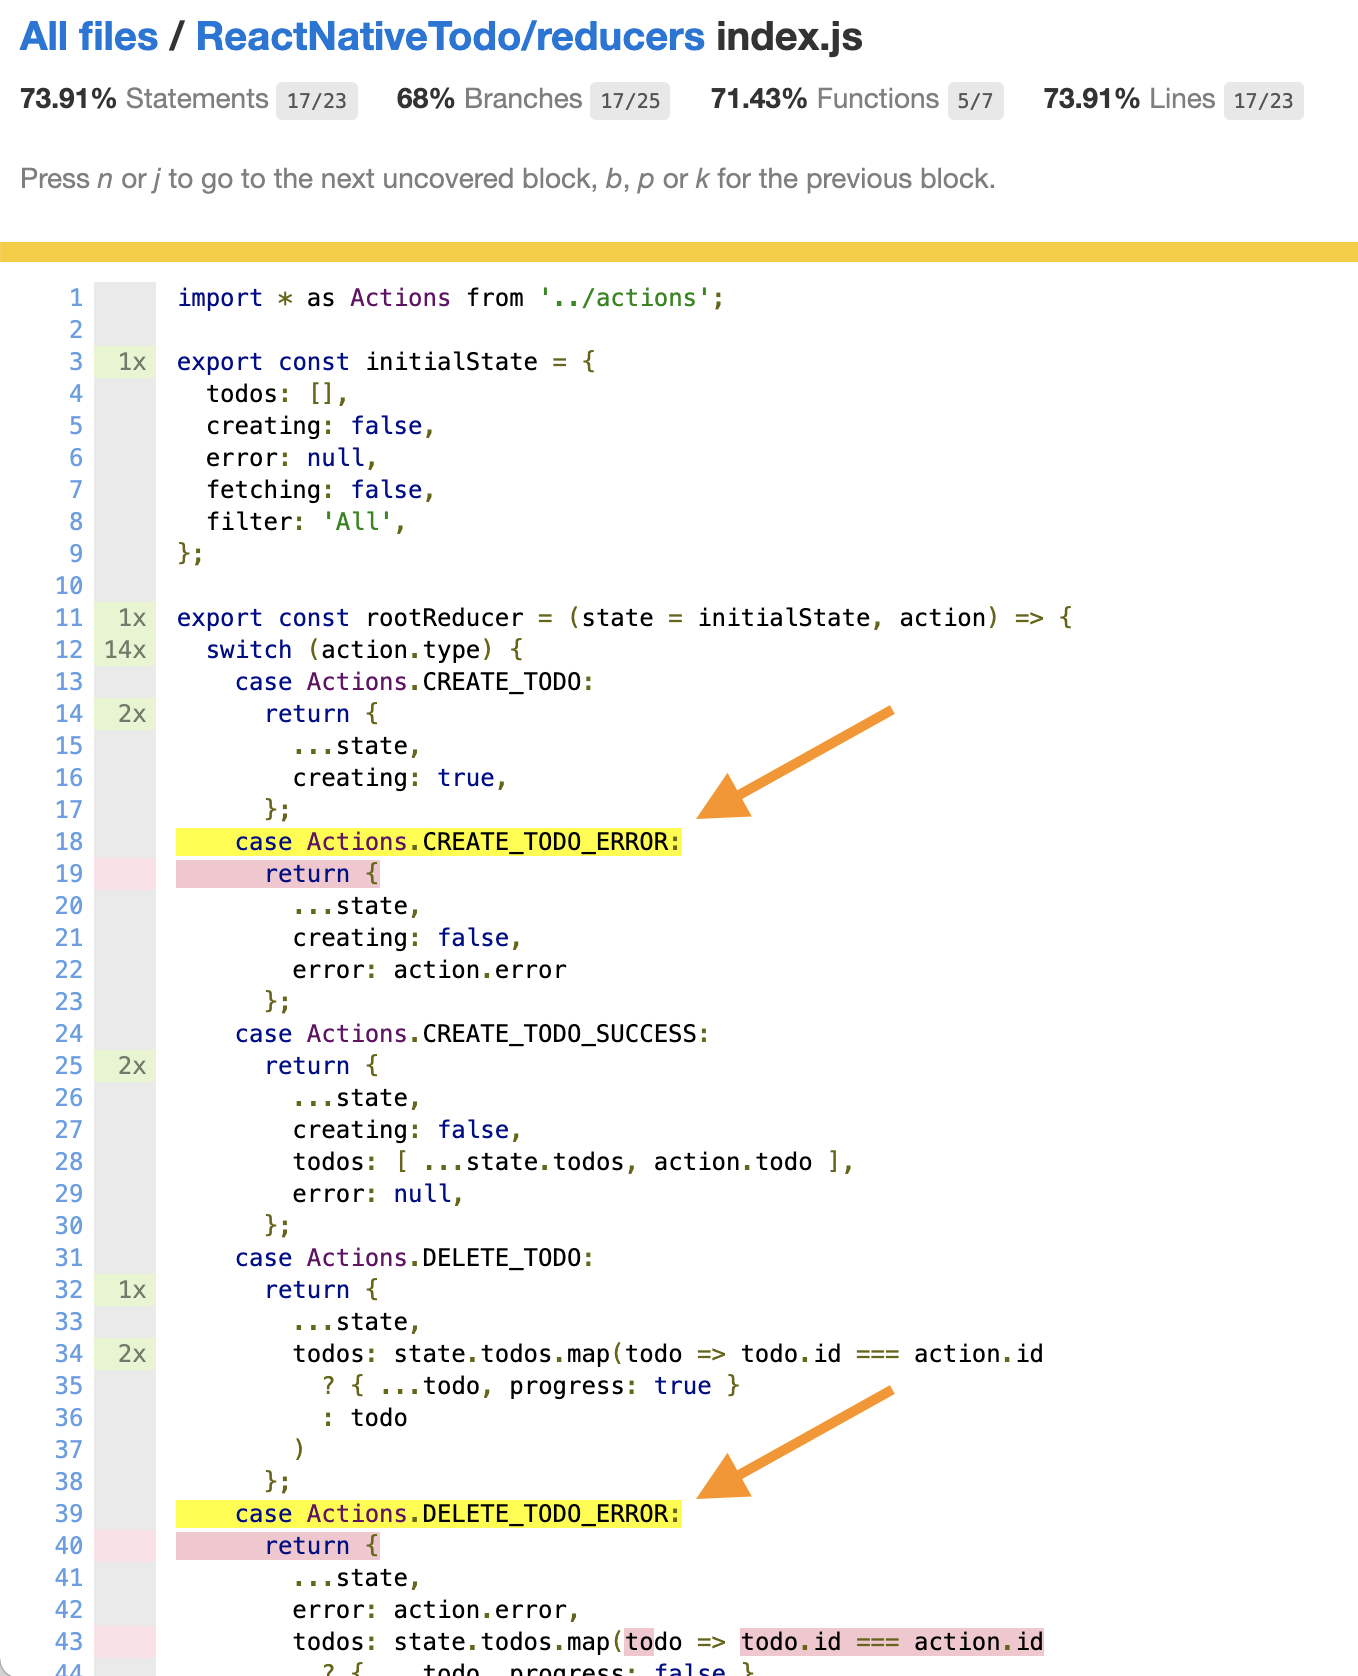 All files / ReactNativeTodo/reducers index.js
73.91% Statements 17/23 68% Branches 17/25 71.43% Functions 5/7 73.91% Lines 17/23
Press n or j to go to the next uncovered block, b, p or k for the previous block.
1 import * as Actions from '../actions';
2
3 1x export const initialState = {
4 todos: [],
5 creating: false,
6 error: null,
7 fetching: false,
8 filter: 'All',
9 };
10
11 1x export const rootReducer = (state = initialState, action) => {
12 14x switch (action.type) {
13 case Actions.CREATE_TODO:
14 2x return {
15 ...state,
16 creating: true,
17 };
18 case Actions.CREATE_TODO_ERROR:
19 return {
20 ...state,
21 creating: false,
22 error: action.error
23 };
24 case Actions.CREATE_TODO_SUCCESS:
25 2x return {
26 ...state,
27 creating: false,
28 todos: [ ...state.todos, action.todo ],
29 error: null,
30 };
31 case Actions.DELETE_TODO:
32 1x return {
33 ...state,
34 2x todos: state.todos.map(todo => todo.id === action.id
35 ? { ...todo, progress: true }
36 : todo
37 )
38 };
39 case Actions.DELETE_TODO_ERROR:
40 return {
41 ...state,
42 error: action.error,
43 todos: state.todos.map(todo => todo.id === action.id
44 ? { ...todo, progress: false }